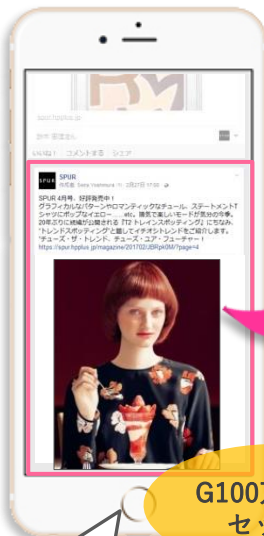 spur.hpplus.jp
いいね！ コメントする シェア
SPUR
SPUR
SPUR 4月号、好評発売中！
グラフィカルなパターンやロマンティックなチュール、ステートメントT
シャツにポップなイエロー……etc。陽気で楽しいモードが気分の今季。
20年ぶりに続編が公開される『T2 トレインスポッティング』にちなみ、
"トレンドスポッティング"と題してイチオシトレンドをご紹介します。
"チューズ・ザ・トレンド、チューズ・ユア・フューチャー！
G100万
セッ